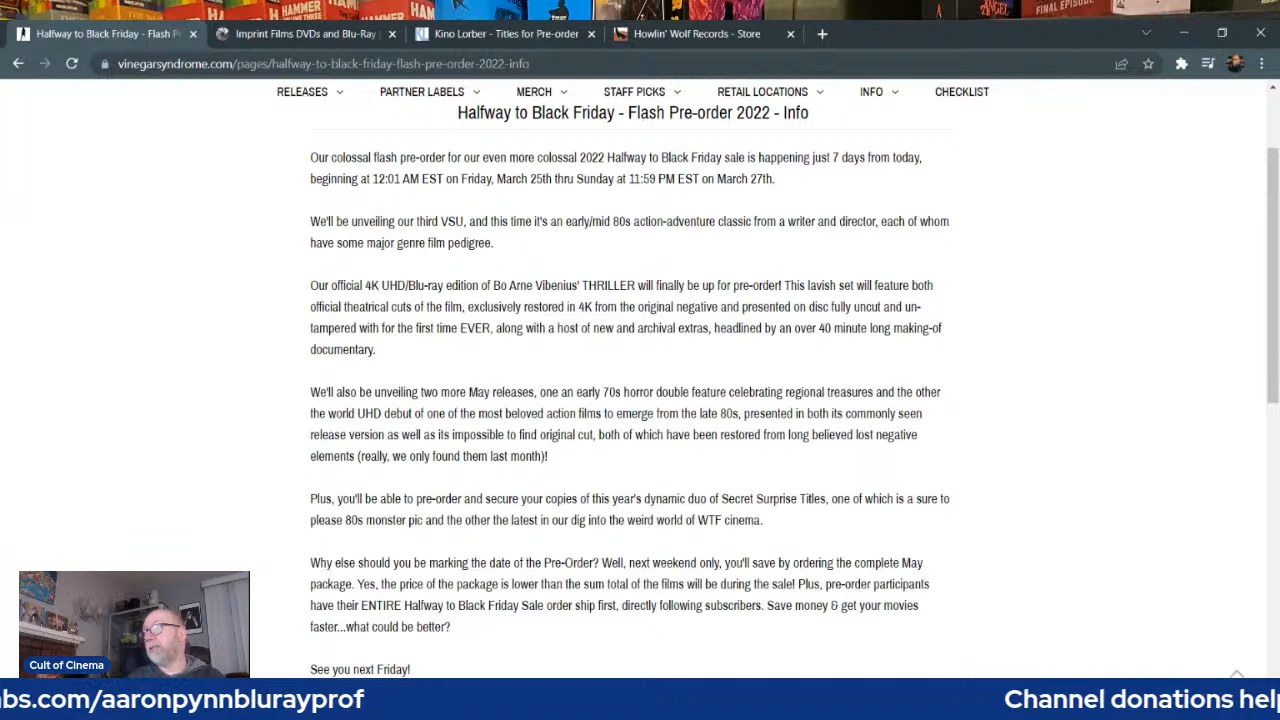 HAMMER
HAMMER
VOLUME THREE
HAMMER
ANGEL
FINAL EPISODE
Halfway to Black Friday - Flash P
Imprint Films DVDs and Blu-Ray
Kino Lorber - Titles for Pre-order
Howlin' Wolf Records - Store
vinegarsyndrome.com/pages/halfway-to-black-friday-flash-pre-order-2022-info
RELEASES PARTNER LABELS MERCH STAFF PICKS RETAIL LOCATIONS INFO CHECKLIST
Halfway to Black Friday - Flash Pre-order 2022 - Info
Our colossal flash pre-order for our even more colossal 2022 Halfway to Black Friday sale is happening just 7 days from today,
beginning at 12:01 AM EST on Friday, March 25th thru Sunday at 11:59 PM EST on March 27th.
We'll be unveiling our third VSU, and this time it's an early/mid 80s action-adventure classic from a writer and director, each of whom
have some major genre film pedigree.
Our official 4K UHD/Blu-ray edition of Bo Arne Vibenius' THRILLER will finally be up for pre-order! This lavish set will feature both
official theatrical cuts of the film, exclusively restored in 4K from the original negative and presented on disc fully uncut and un-
tampered with for the first time EVER, along with a host of new and archival extras, headlined by an over 40 minute long making-of
documentary.
We'll also be unveiling two more May releases, one an early 70s horror double feature celebrating regional treasures and the other
the world UHD debut of one of the most beloved action films to emerge from the late 80s, presented in both its commonly seen
release version as well as its impossible to find original cut, both of which have been restored from long believed lost negative
elements (really, we only found them last month)!
Plus, you'll be able to pre-order and secure your copies of this year's dynamic duo of Secret Surprise Titles, one of which is a sure to
please 80s monster pic and the other the latest in our dig into the weird world of WTF cinema.
Why else should you be marking the date of the Pre-Order? Well, next weekend only, you'll save by ordering the complete May
package. Yes, the price of the package is lower than the sum total of the films will be during the sale! Plus, pre-order participants
have their ENTIRE Halfway to Black Friday Sale order ship first, directly following subscribers. Save money & get your movies
faster...what could be better?
See you next Friday!
Cult of Cinema
abs.com/aaronpynnblurayprof
Channel donations help